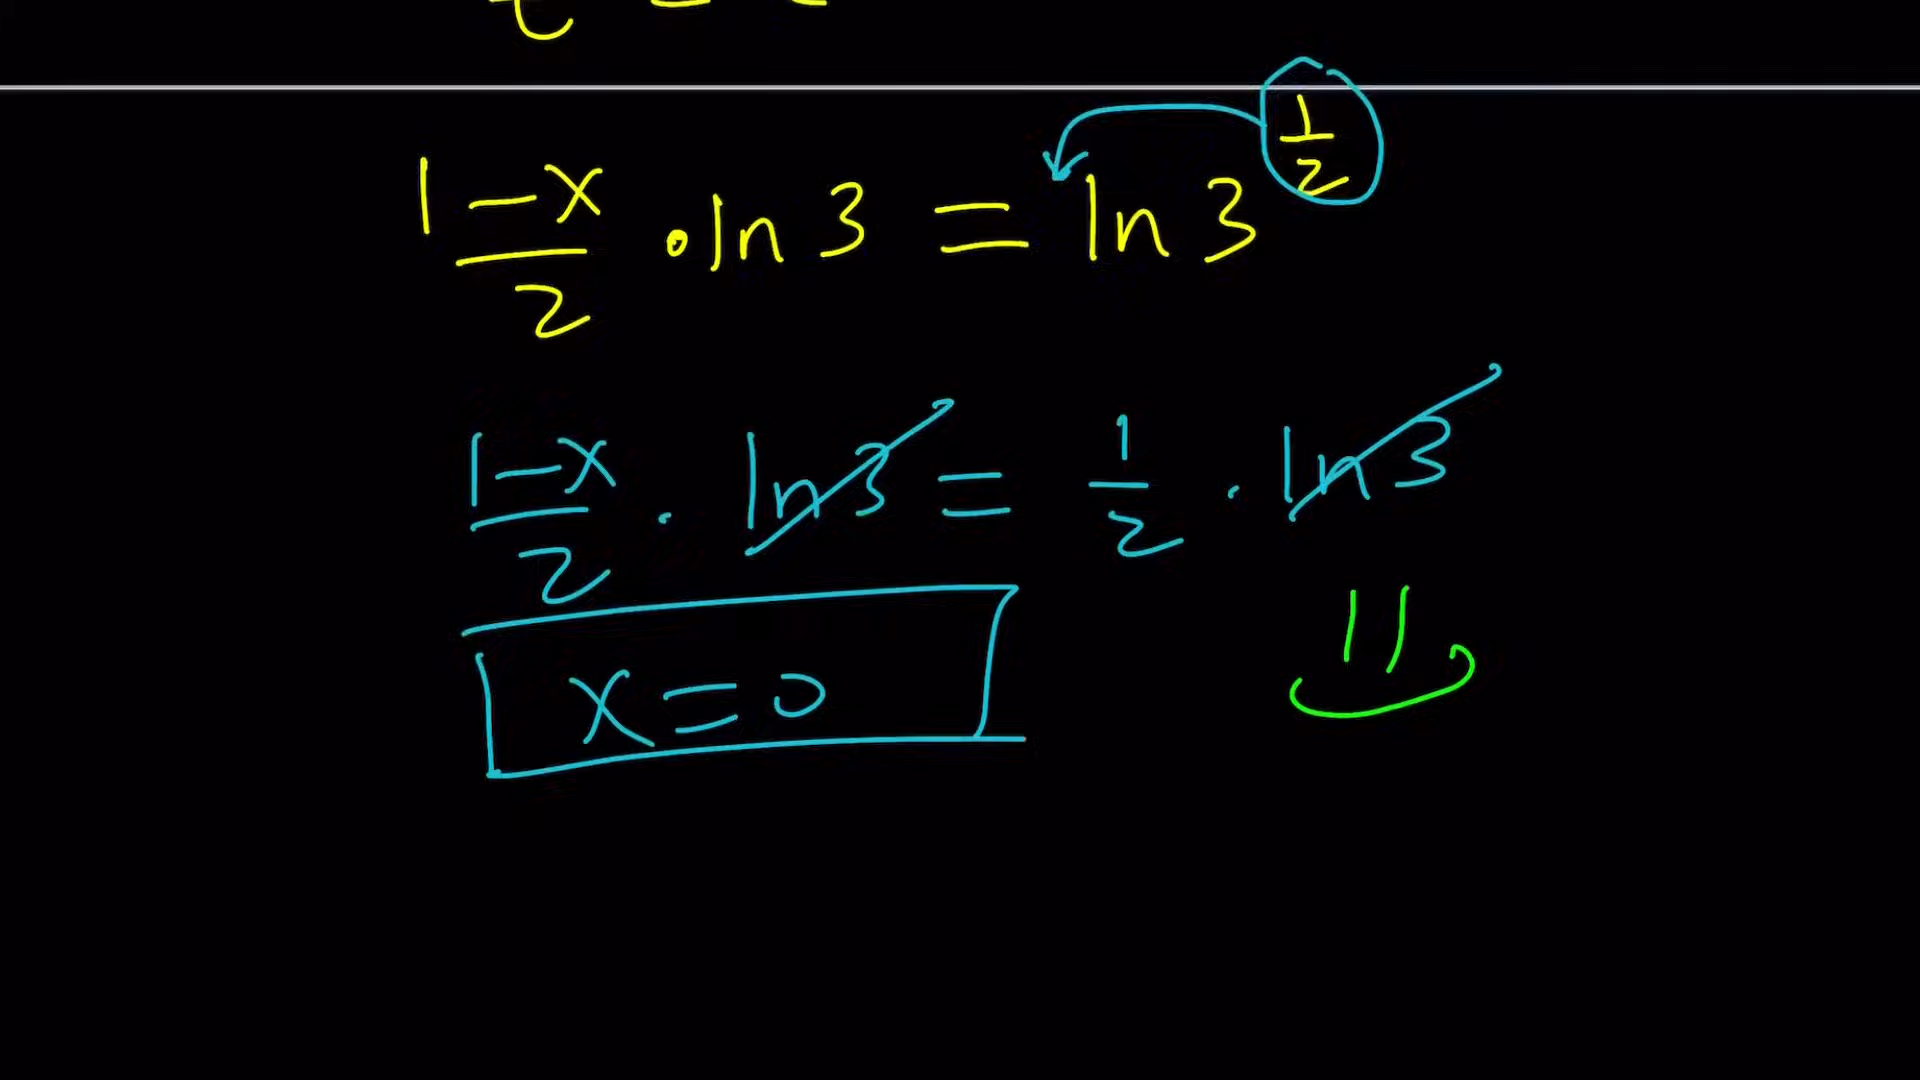 1-x/2 · ln 3 = ln 3^1/2
1-x/2 · ln 3 = 1/2 · ln 3
x = 0